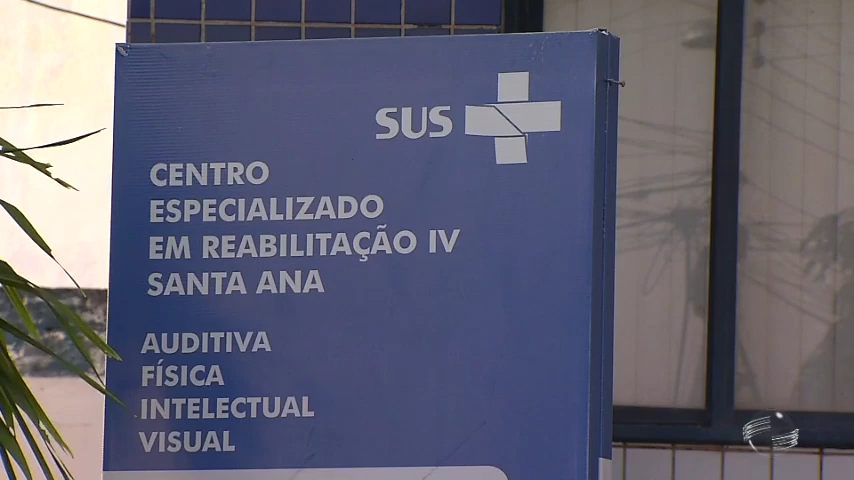 SUS
CENTRO
ESPECIALIZADO
EM REABILITAÇÃO IV
SANTA ANA
AUDITIVA
FÍSICA
INTELECTUAL
VISUAL